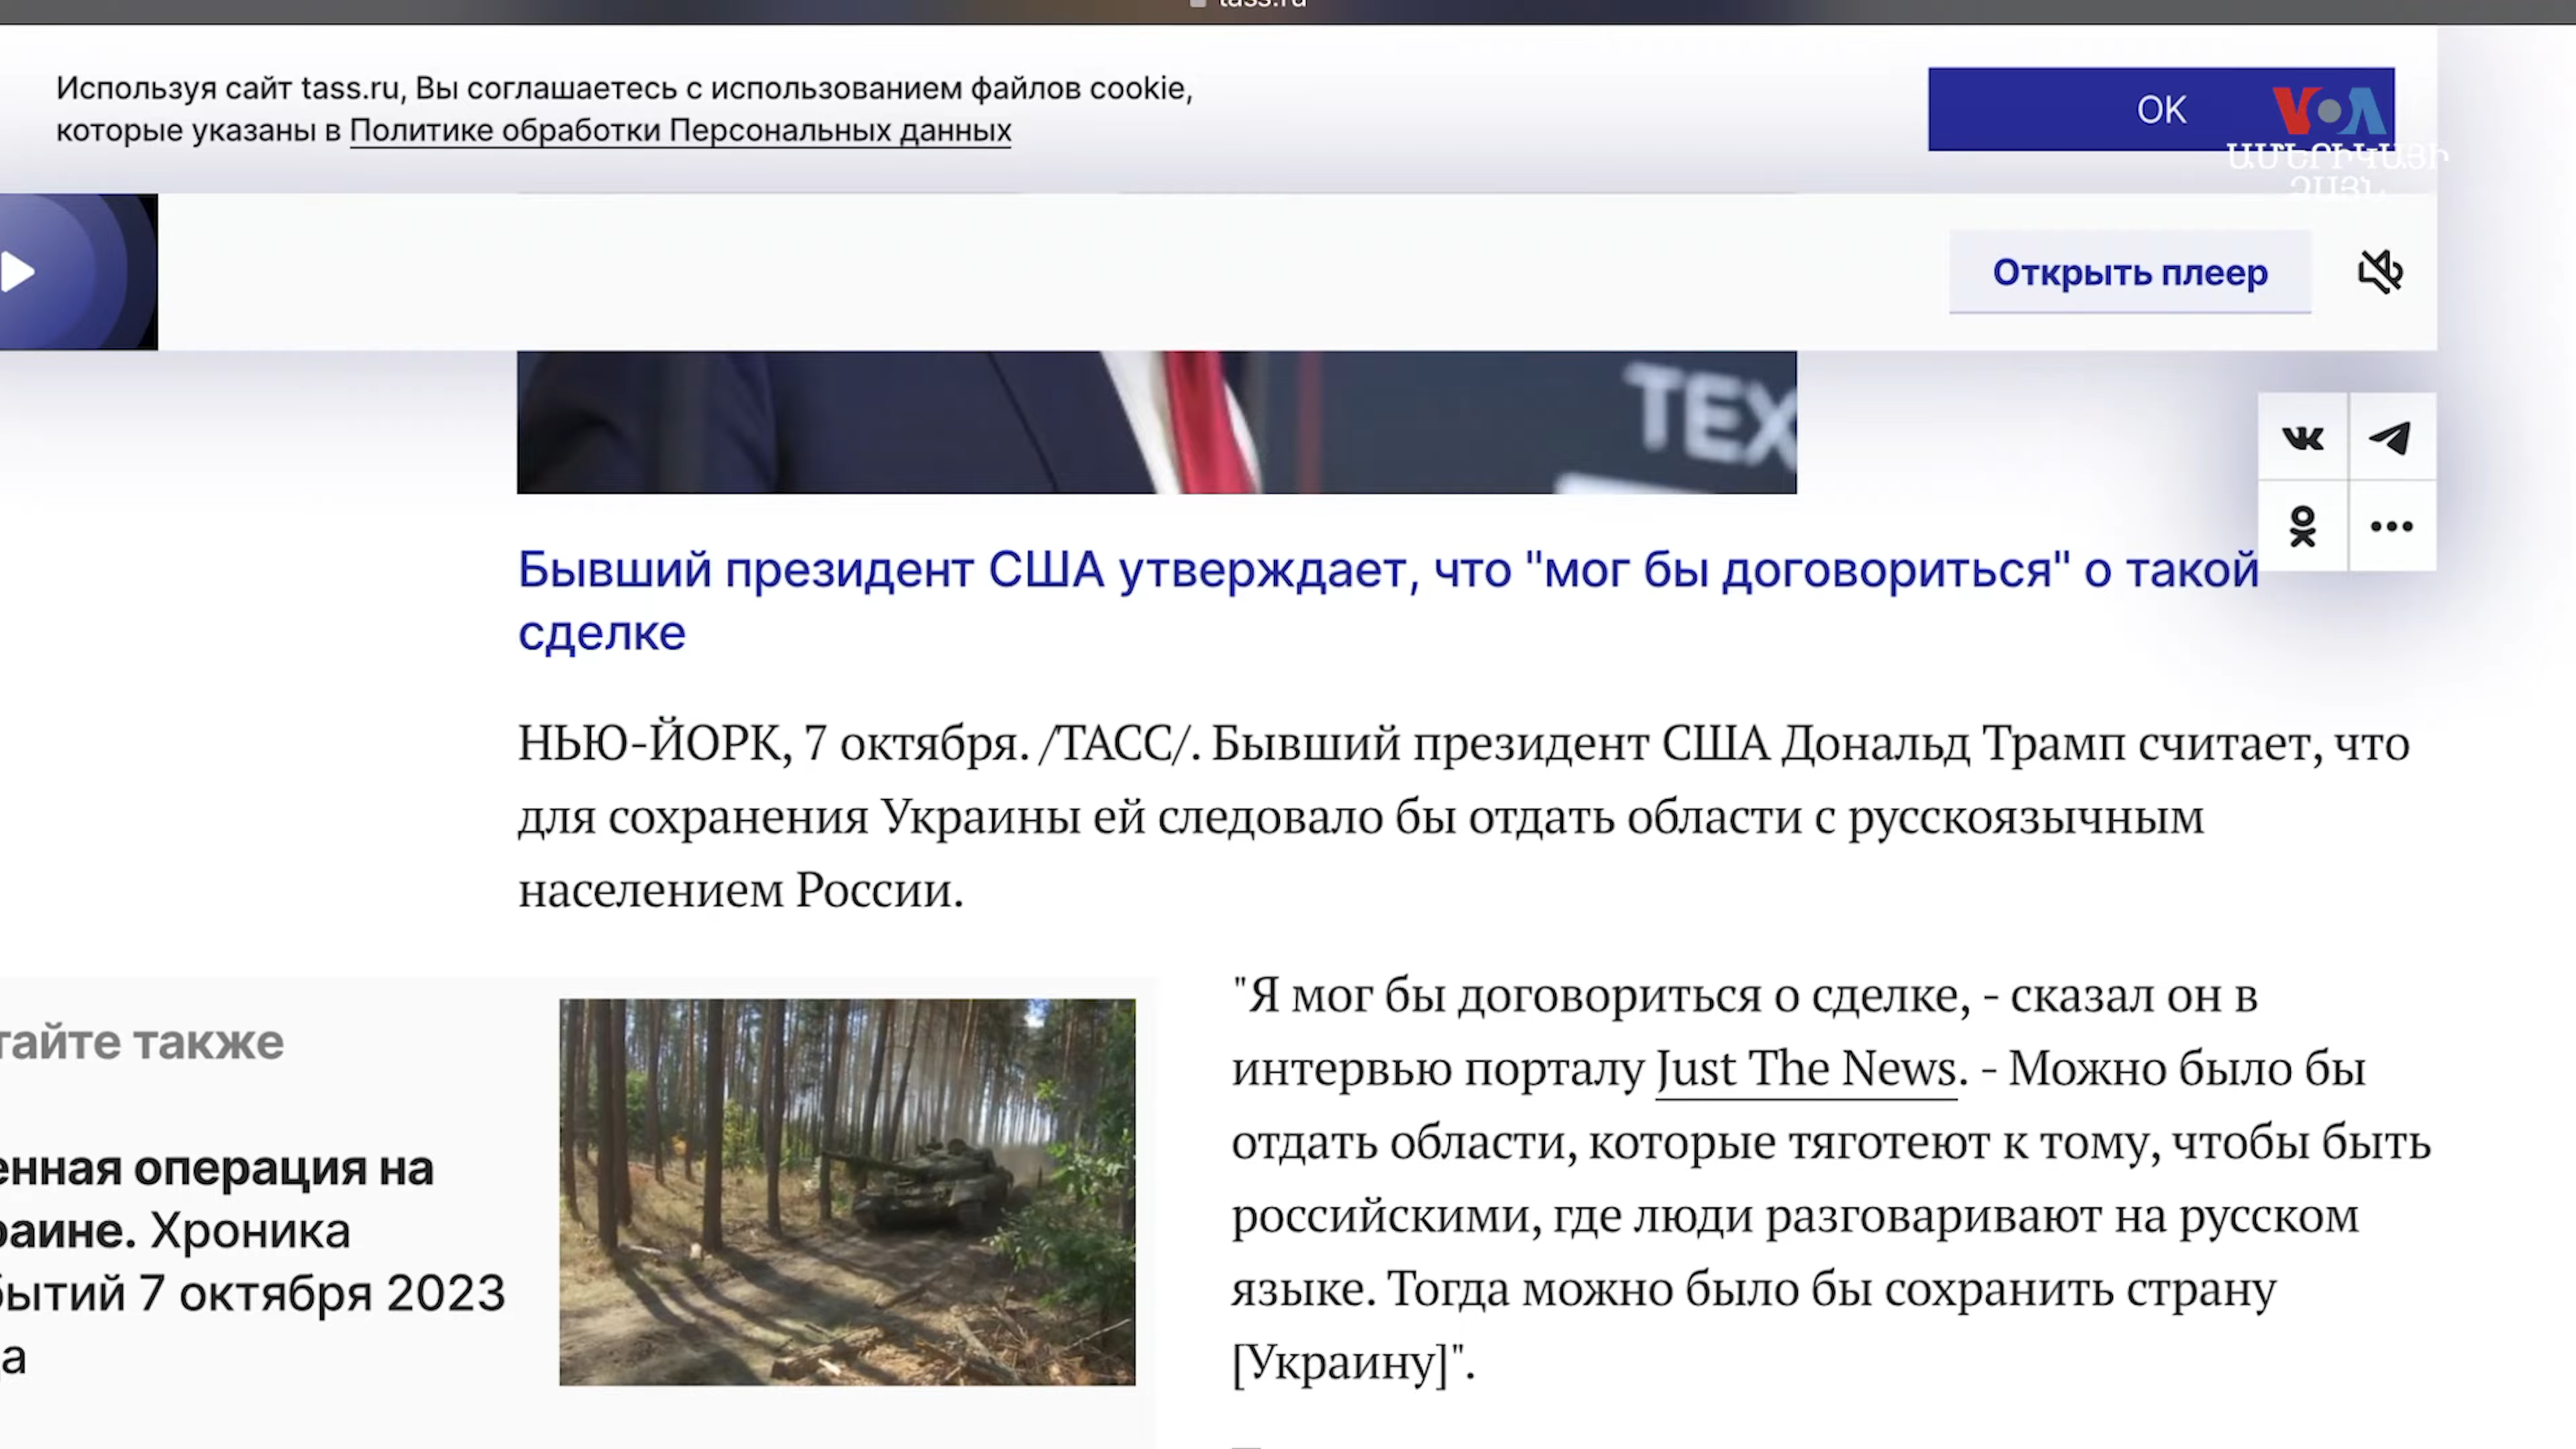 tass.ru
Используя сайт tass.ru, Вы соглашаетесь с использованием файлов cookie,
которые указаны в Политике обработки Персональных данных
OK
VOA
ԱՄԵՐԻԿԱՅԻ
ՁԱՅՆ
Открыть плеер
ТЕХ
Бывший президент США утверждает, что "мог бы договориться" о такой
сделке
НЬЮ-ЙОРК, 7 октября. /ТАСС/. Бывший президент США Дональд Трамп считает, что
для сохранения Украины ей следовало бы отдать области с русскоязычным
населением России.
тайте также
енная операция на
раине. Хроника
бытий 7 октября 2023
да
"Я мог бы договориться о сделке, - сказал он в
интервью порталу Just The News. - Можно было бы
отдать области, которые тяготеют к тому, чтобы быть
российскими, где люди разговаривают на русском
языке. Тогда можно было бы сохранить страну
[Украину]".